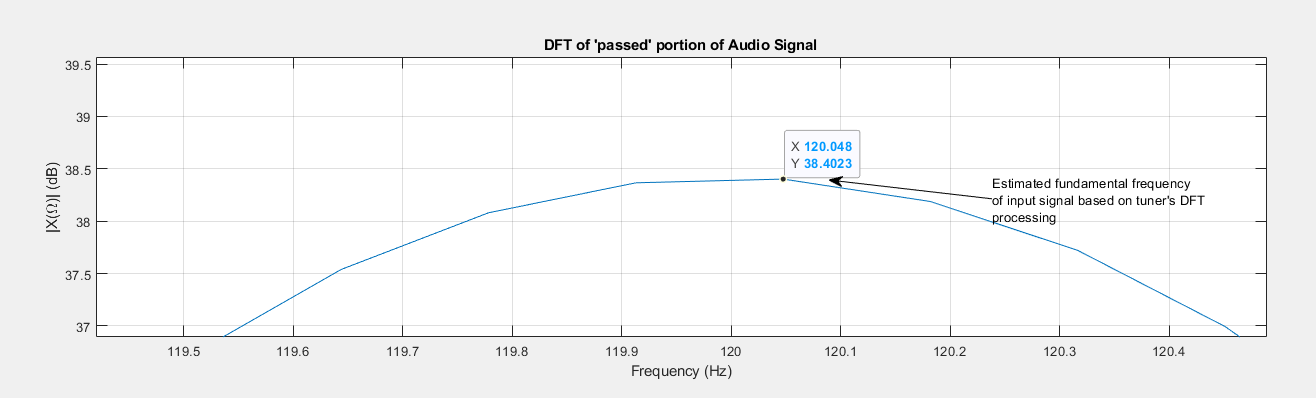 DFT of 'passed' portion of Audio Signal
39.5
39
38.5
38
37.5
37
|X(Ω)| (dB)
X 120.048
Y 38.4023
Estimated fundamental frequency
of input signal based on tuner's DFT
processing
119.5 119.6 119.7 119.8 119.9 120 120.1 120.2 120.3 120.4
Frequency (Hz)